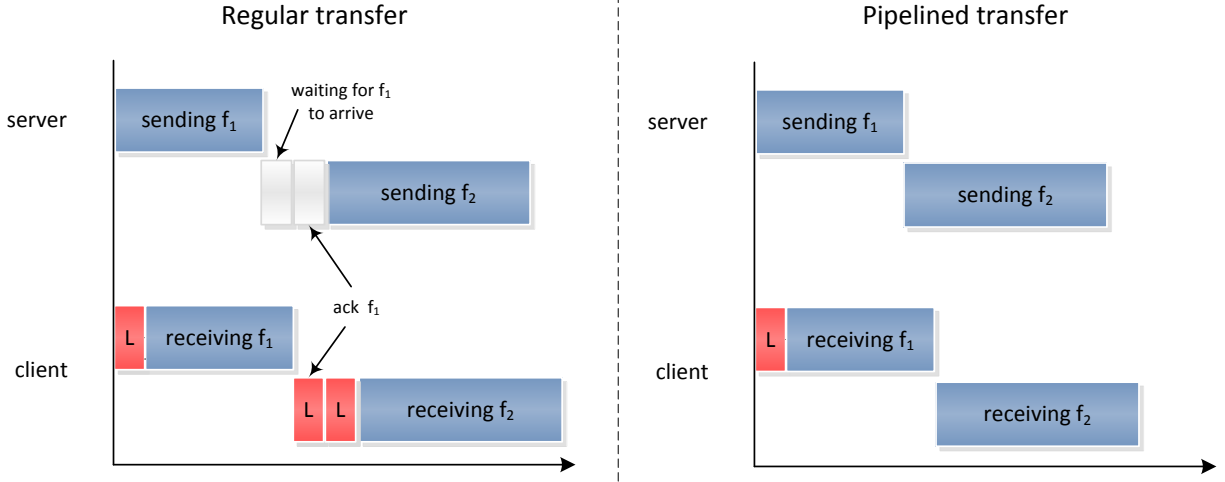 Regular transfer
waiting for f₁
to arrive
server
sending f₁
sending f₂
ack f₁
L
receiving f₁
client
L
L
receiving f₂
Pipelined transfer
server
sending f₁
sending f₂
L
receiving f₁
client
receiving f₂